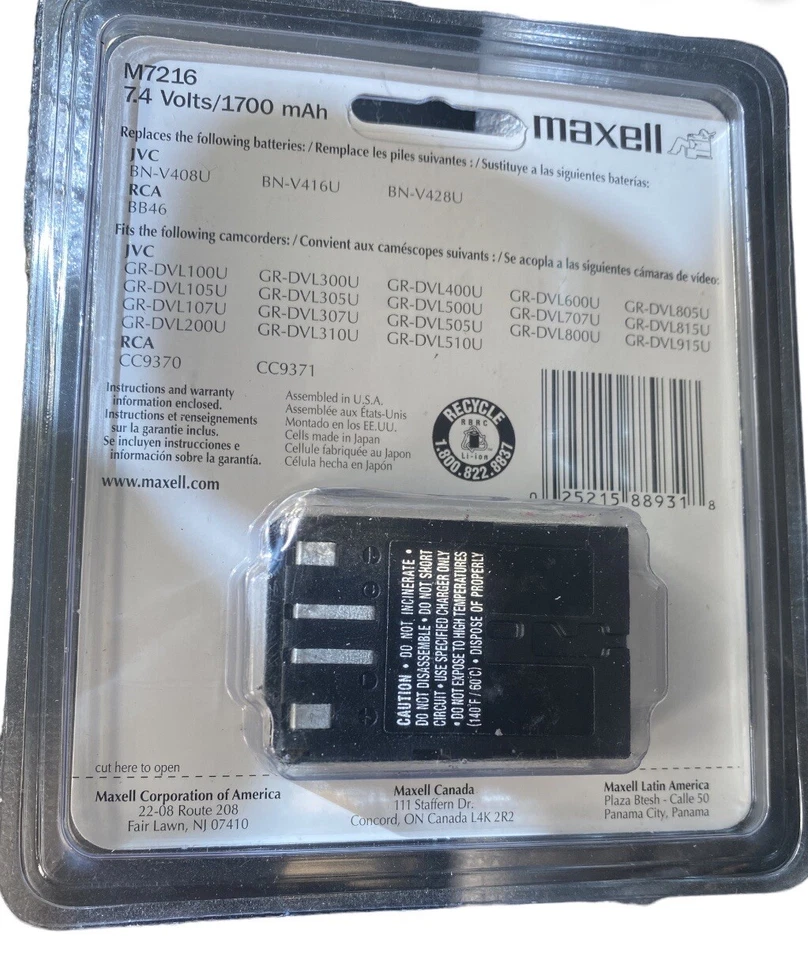 M7216
7.4 Volts/1700 mAh
maxell
Replaces the following batteries: / Remplace les piles suivantes : / Sustituye a las siguientes baterías:
JVC
BN-V408U BN-V416U BN-V428U
RCA
BB46
Fits the following camcorders: / Convient aux caméscopes suivants : / Se acopla a las siguientes cámaras de vídeo:
JVC
GR-DVL100U GR-DVL300U GR-DVL400U GR-DVL600U GR-DVL805U
GR-DVL105U GR-DVL305U GR-DVL500U GR-DVL707U GR-DVL815U
GR-DVL107U GR-DVL307U GR-DVL505U GR-DVL800U GR-DVL915U
GR-DVL200U GR-DVL310U GR-DVL510U
RCA
CC9370 CC9371
Instructions and warranty
information enclosed.
Instructions et renseignements
sur la garantie inclus.
Se incluyen instrucciones e
información sobre la garantía.
www.maxell.com
Assembled in U.S.A.
Assemblée aux États-Unis
Montado en los EE.UU.
Cells made in Japan
Cellule fabriquée au Japon
Célula hecha en Japón
RECYCLE
RBRC
Li-ion
1.800.822.8837
0 25215 88931 8
CAUTION • DO NOT INCINERATE •
DO NOT DISASSEMBLE • DO NOT SHORT
CIRCUIT • USE SPECIFIED CHARGER ONLY
• DO NOT EXPOSE TO HIGH TEMPERATURES
(140°F / 60°C) • DISPOSE OF PROPERLY
cut here to open
Maxell Corporation of America
22-08 Route 208
Fair Lawn, NJ 07410
Maxell Canada
111 Staffern Dr.
Concord, ON Canada L4K 2R2
Maxell Latin America
Plaza Btesh - Calle 50
Panama City, Panama